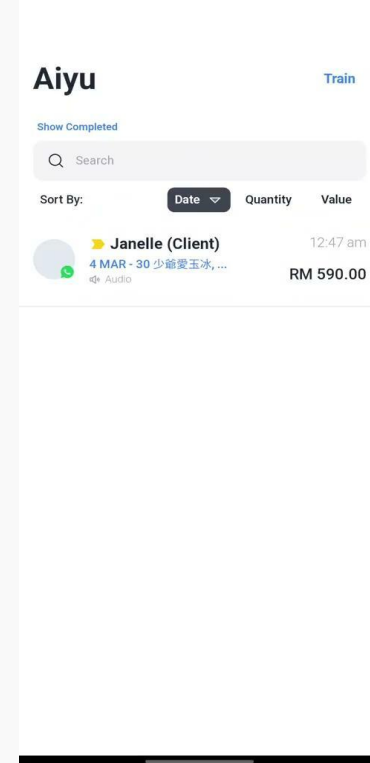 Aiyu
Train
Show Completed
Search
Sort By:
Date
Quantity
Value
Janelle (Client)
12:47 am
4 MAR - 30 少爺愛玉冰, ...
Audio
RM 590.00